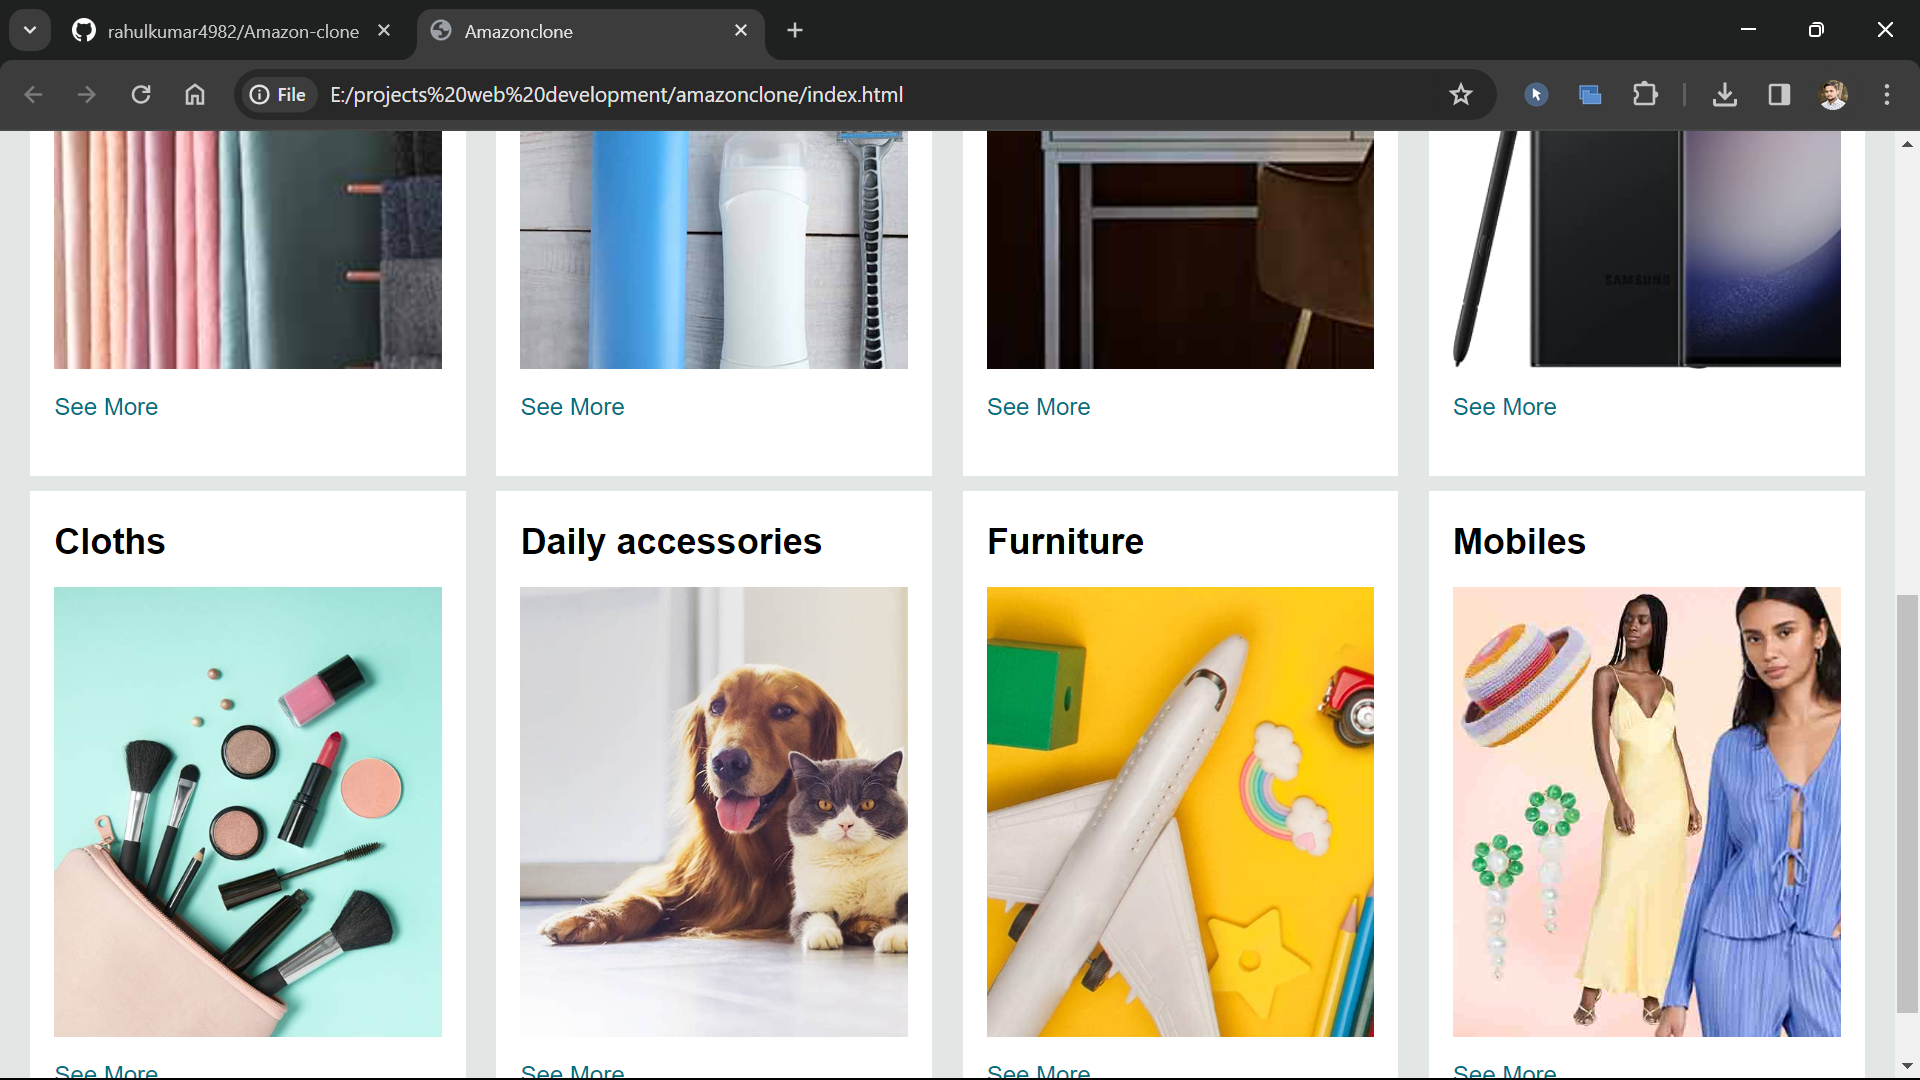 rahulkumar4982/Amazon-clone
Amazonclone
File
E:/projects%20web%20development/amazonclone/index.html
SAMSUNG
See More
See More
See More
See More
Cloths
Daily accessories
Furniture
Mobiles
See More
See More
See More
See More